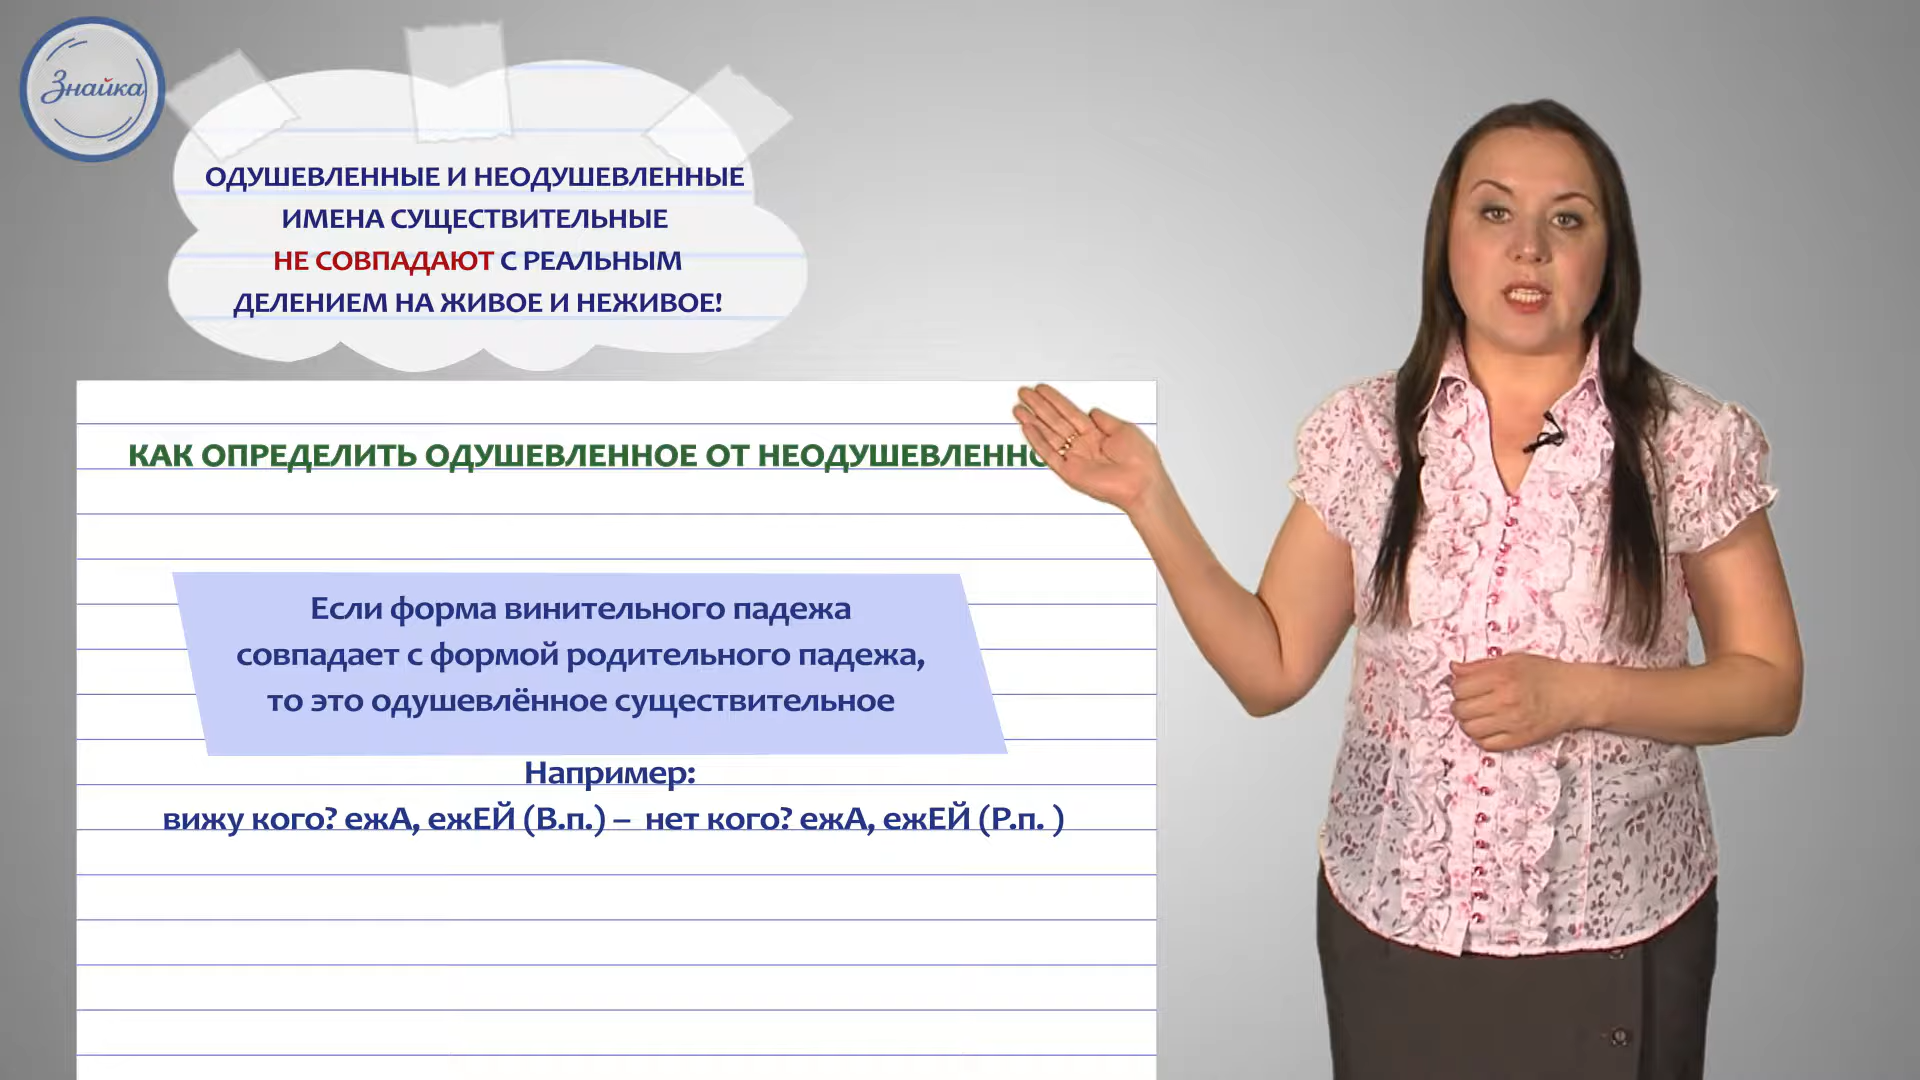 Знайка
ОДУШЕВЛЕННЫЕ И НЕОДУШЕВЛЕННЫЕ
ИМЕНА СУЩЕСТВИТЕЛЬНЫЕ
НЕ СОВПАДАЮТ С РЕАЛЬНЫМ
ДЕЛЕНИЕМ НА ЖИВОЕ И НЕЖИВОЕ!
КАК ОПРЕДЕЛИТЬ ОДУШЕВЛЕННОЕ ОТ НЕОДУШЕВЛЕННО
Если форма винительного падежа
совпадает с формой родительного падежа,
то это одушевлённое существительное
Например:
вижу кого? ежА, ежЕЙ (В.п.) – нет кого? ежА, ежЕЙ (Р.п. )